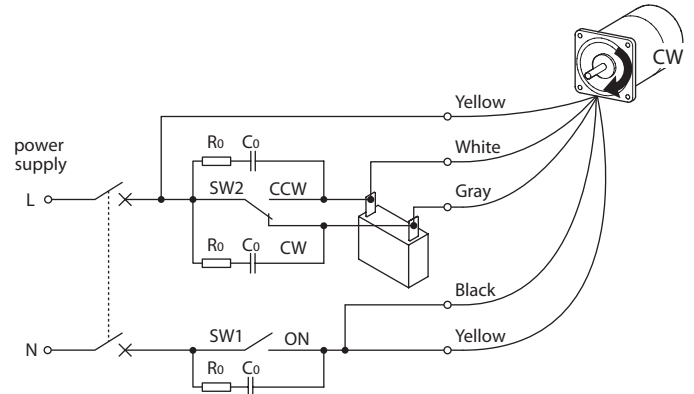 CW
Yellow
power
supply
R0 C0
White
L
SW2 CCW
Gray
CW
R0 C0
Black
N
SW1 ON
Yellow
R0 C0